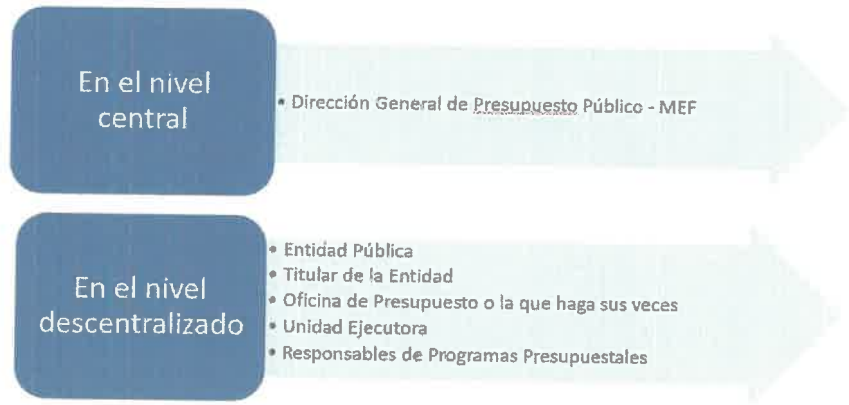 En el nivel
central
• Dirección General de Presupuesto Público - MEF
En el nivel
descentralizado
• Entidad Pública
• Titular de la Entidad
• Oficina de Presupuesto o la que haga sus veces
• Unidad Ejecutora
• Responsables de Programas Presupuestales